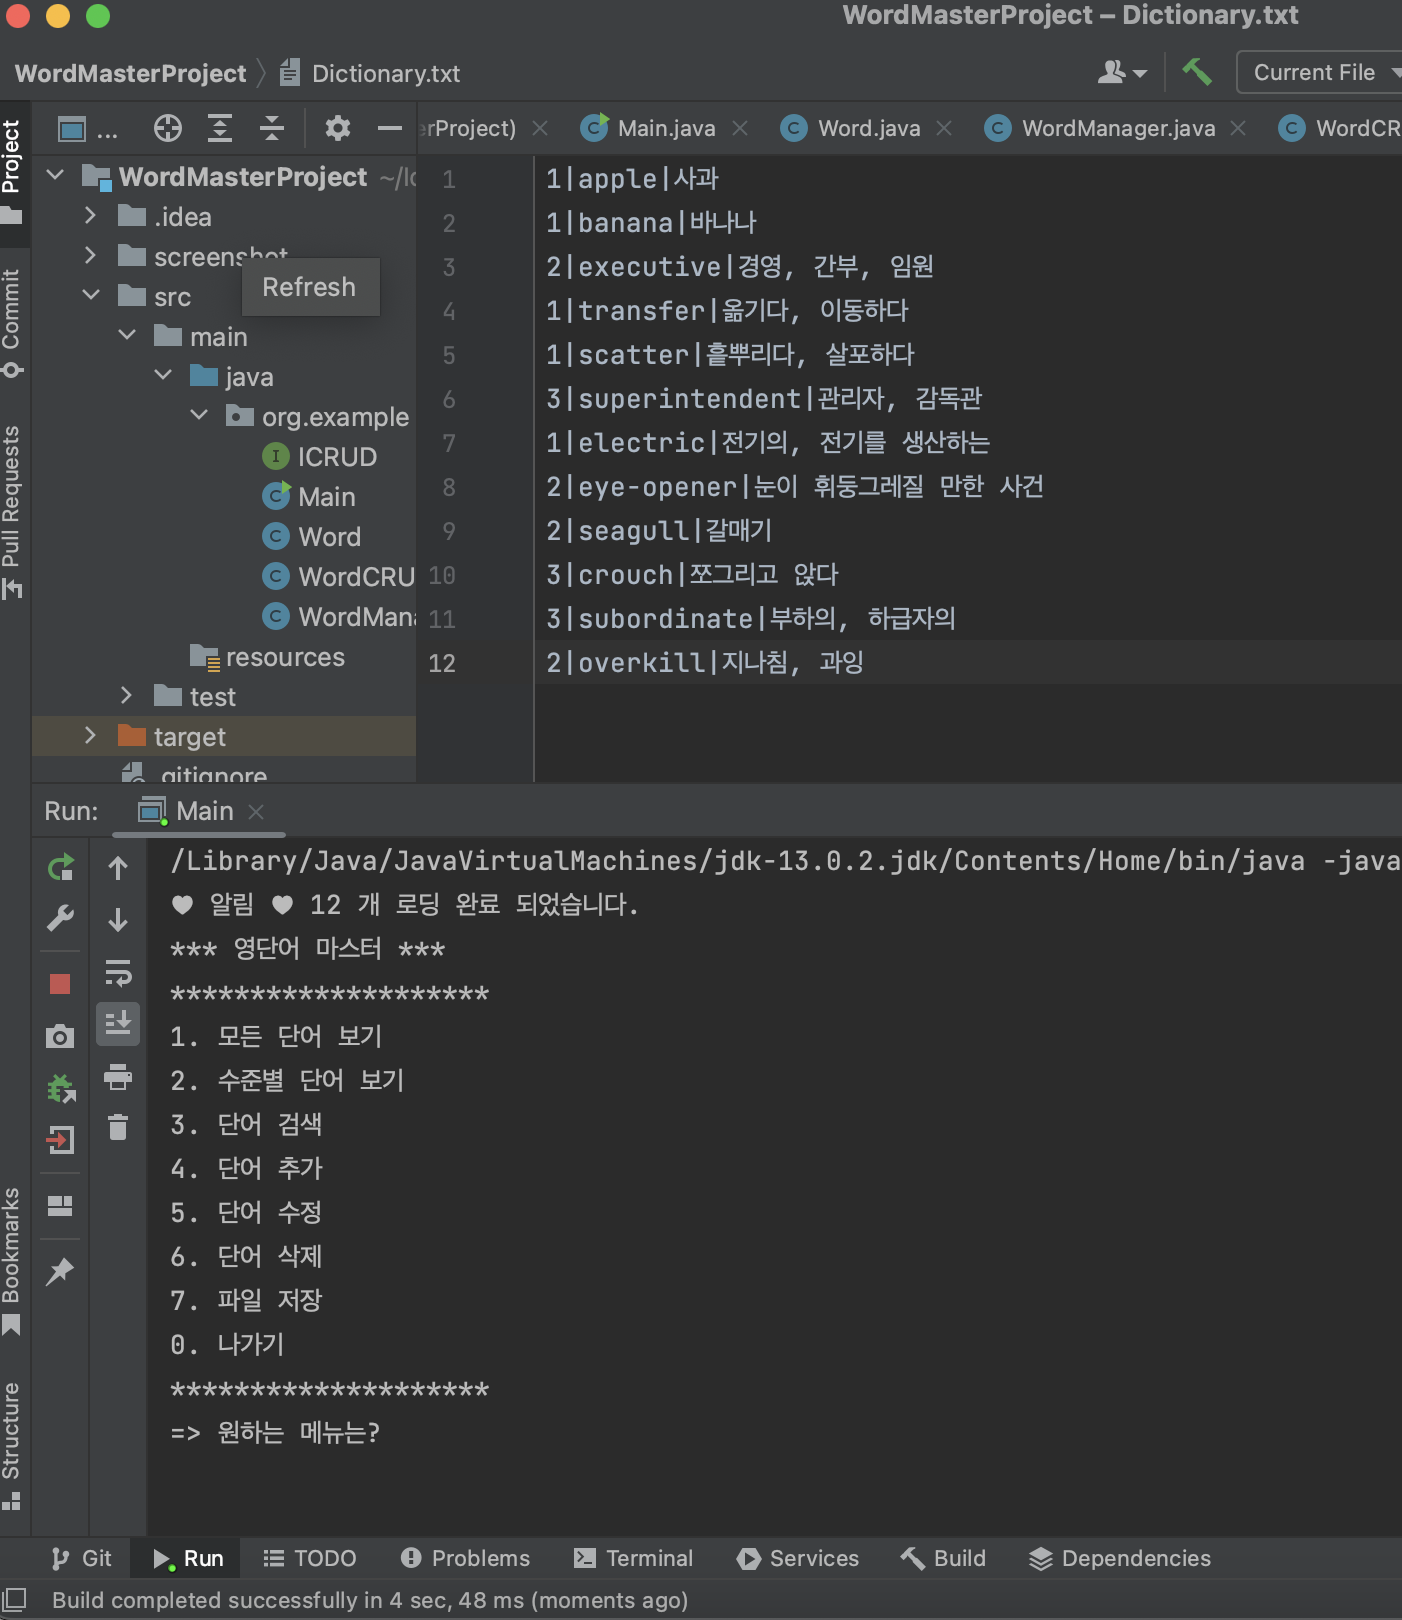 WordMasterProject – Dictionary.txt
WordMasterProject
Dictionary.txt
Current File
Project
Commit
Pull Requests
Bookmarks
Structure
...
rProject)
Main.java
Word.java
WordManager.java
WordCR
WordMasterProject
.idea
screenshot
Refresh
src
main
java
org.example
ICRUD
Main
Word
WordCRU
WordMana
resources
test
target
.gitignore
1 1|apple|사과
2 1|banana|바나나
3 2|executive|경영, 간부, 임원
4 1|transfer|옮기다, 이동하다
5 1|scatter|흩뿌리다, 살포하다
6 3|superintendent|관리자, 감독관
7 1|electric|전기의, 전기를 생산하는
8 2|eye-opener|눈이 휘둥그레질 만한 사건
9 2|seagull|갈매기
10 3|crouch|쪼그리고 앉다
11 3|subordinate|부하의, 하급자의
12 2|overkill|지나침, 과잉
Run:
Main
/Library/Java/JavaVirtualMachines/jdk-13.0.2.jdk/Contents/Home/bin/java -java
♥ 알림 ♥ 12 개 로딩 완료 되었습니다.
*** 영단어 마스터 ***
********************
1. 모든 단어 보기
2. 수준별 단어 보기
3. 단어 검색
4. 단어 추가
5. 단어 수정
6. 단어 삭제
7. 파일 저장
0. 나가기
********************
=> 원하는 메뉴는?
Git
Run
TODO
Problems
Terminal
Services
Build
Dependencies
Build completed successfully in 4 sec, 48 ms (moments ago)